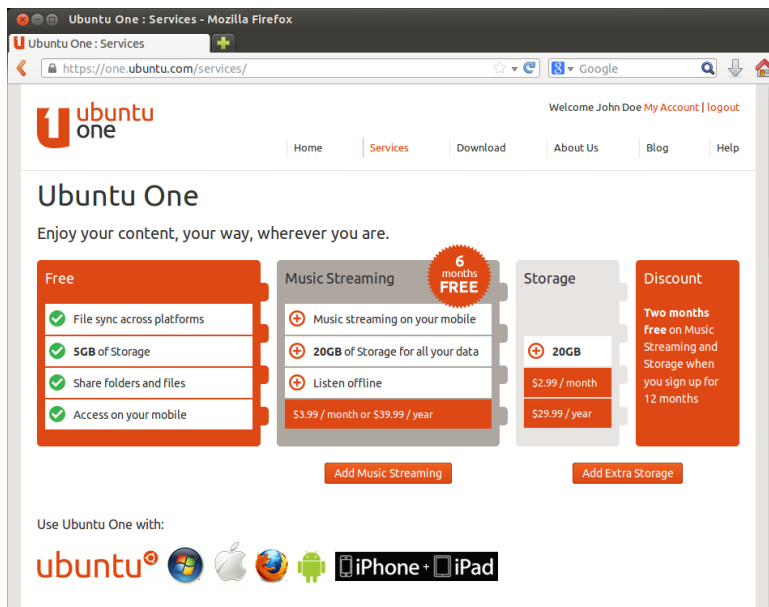 Ubuntu One : Services - Mozilla Firefox
Ubuntu One : Services
https://one.ubuntu.com/services/
Google
ubuntu
one
Welcome John Doe My Account | logout
Home Services Download About Us Blog Help
Ubuntu One
Enjoy your content, your way, wherever you are.
Free
File sync across platforms
5GB of Storage
Share folders and files
Access on your mobile
Music Streaming
6
months
FREE
Music streaming on your mobile
20GB of Storage for all your data
Listen offline
$3.99 / month or $39.99 / year
Storage
20GB
$2.99 / month
$29.99 / year
Discount
Two months
free on Music
Streaming and
Storage when
you sign up for
12 months
Add Music Streaming
Add Extra Storage
Use Ubuntu One with:
ubuntu
iPhone + iPad